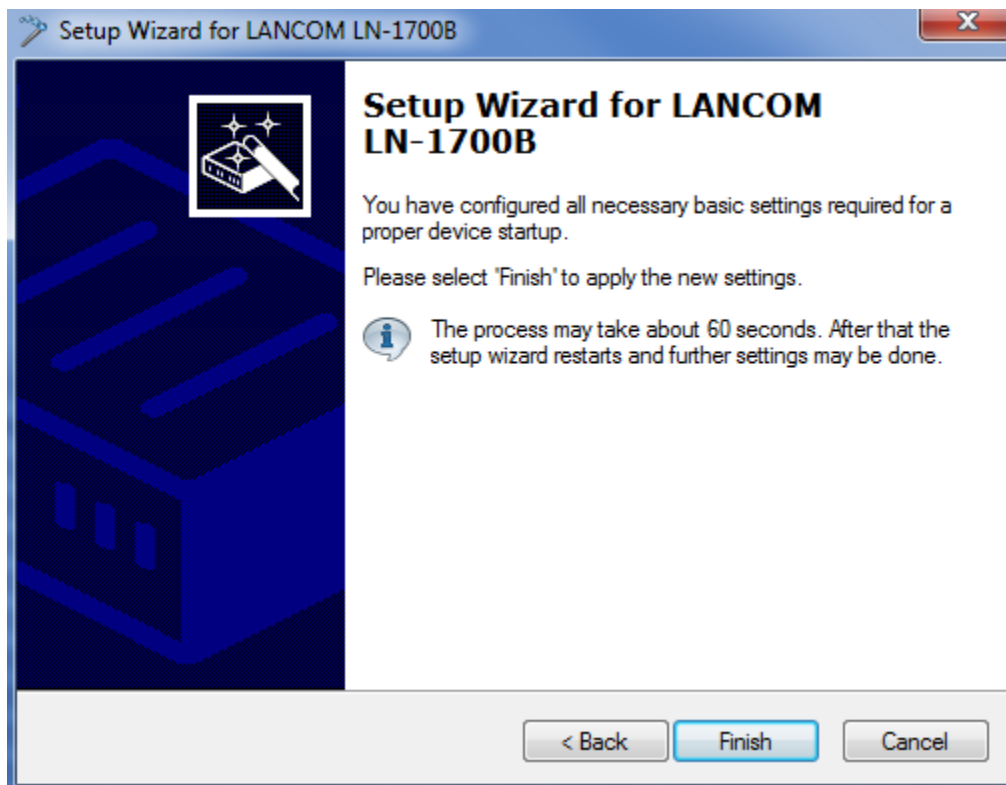 Setup Wizard for LANCOM LN-1700B
x
Setup Wizard for LANCOM
LN-1700B
You have configured all necessary basic settings required for a
proper device startup.
Please select 'Finish' to apply the new settings.
The process may take about 60 seconds. After that the
setup wizard restarts and further settings may be done.
< Back
Finish
Cancel